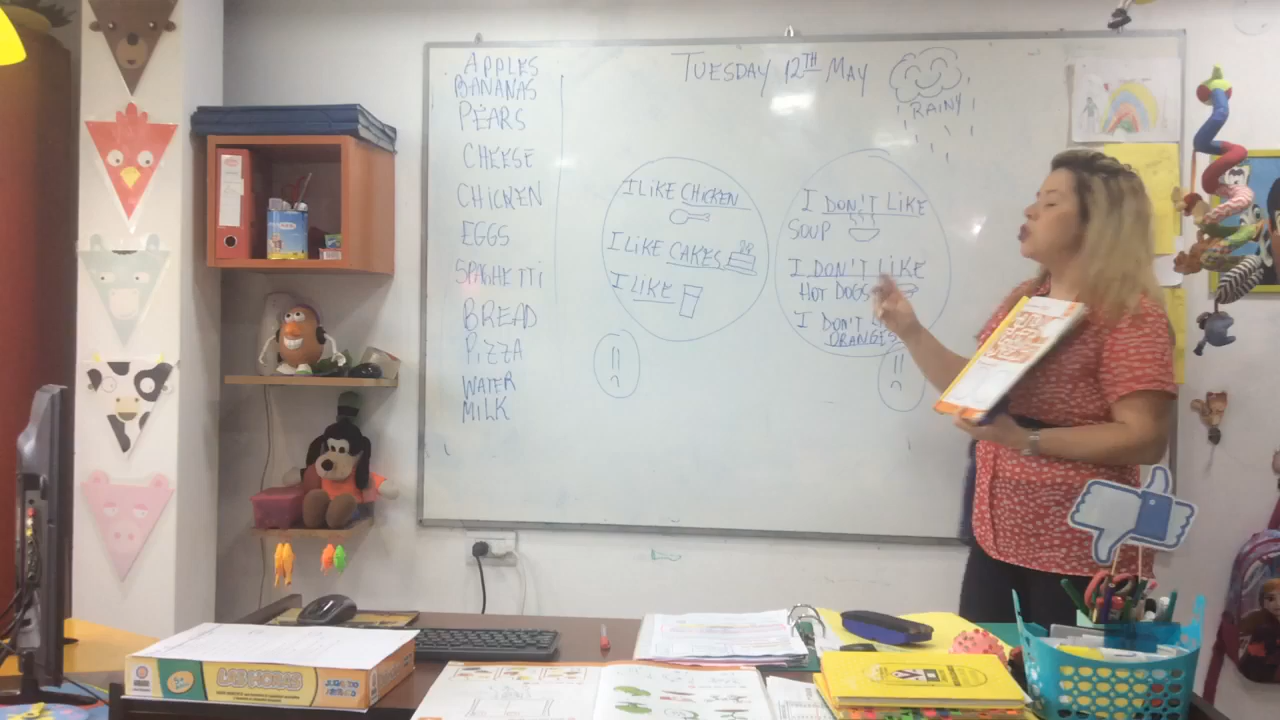 APPLES
BANANAS
PEARS
CHEESE
CHICKEN
EGGS
SPAGHETTi
BREAD
PiZZA
WATER
MILK
TUESDAY 12TH MAY
RAINY
I LiKE CHICKEN
I LiKE CAKES
I LiKE
I DON'T LiKE
SOUP
I DON'T LiKE
HOT DOGS
I DON'T
ORANGES